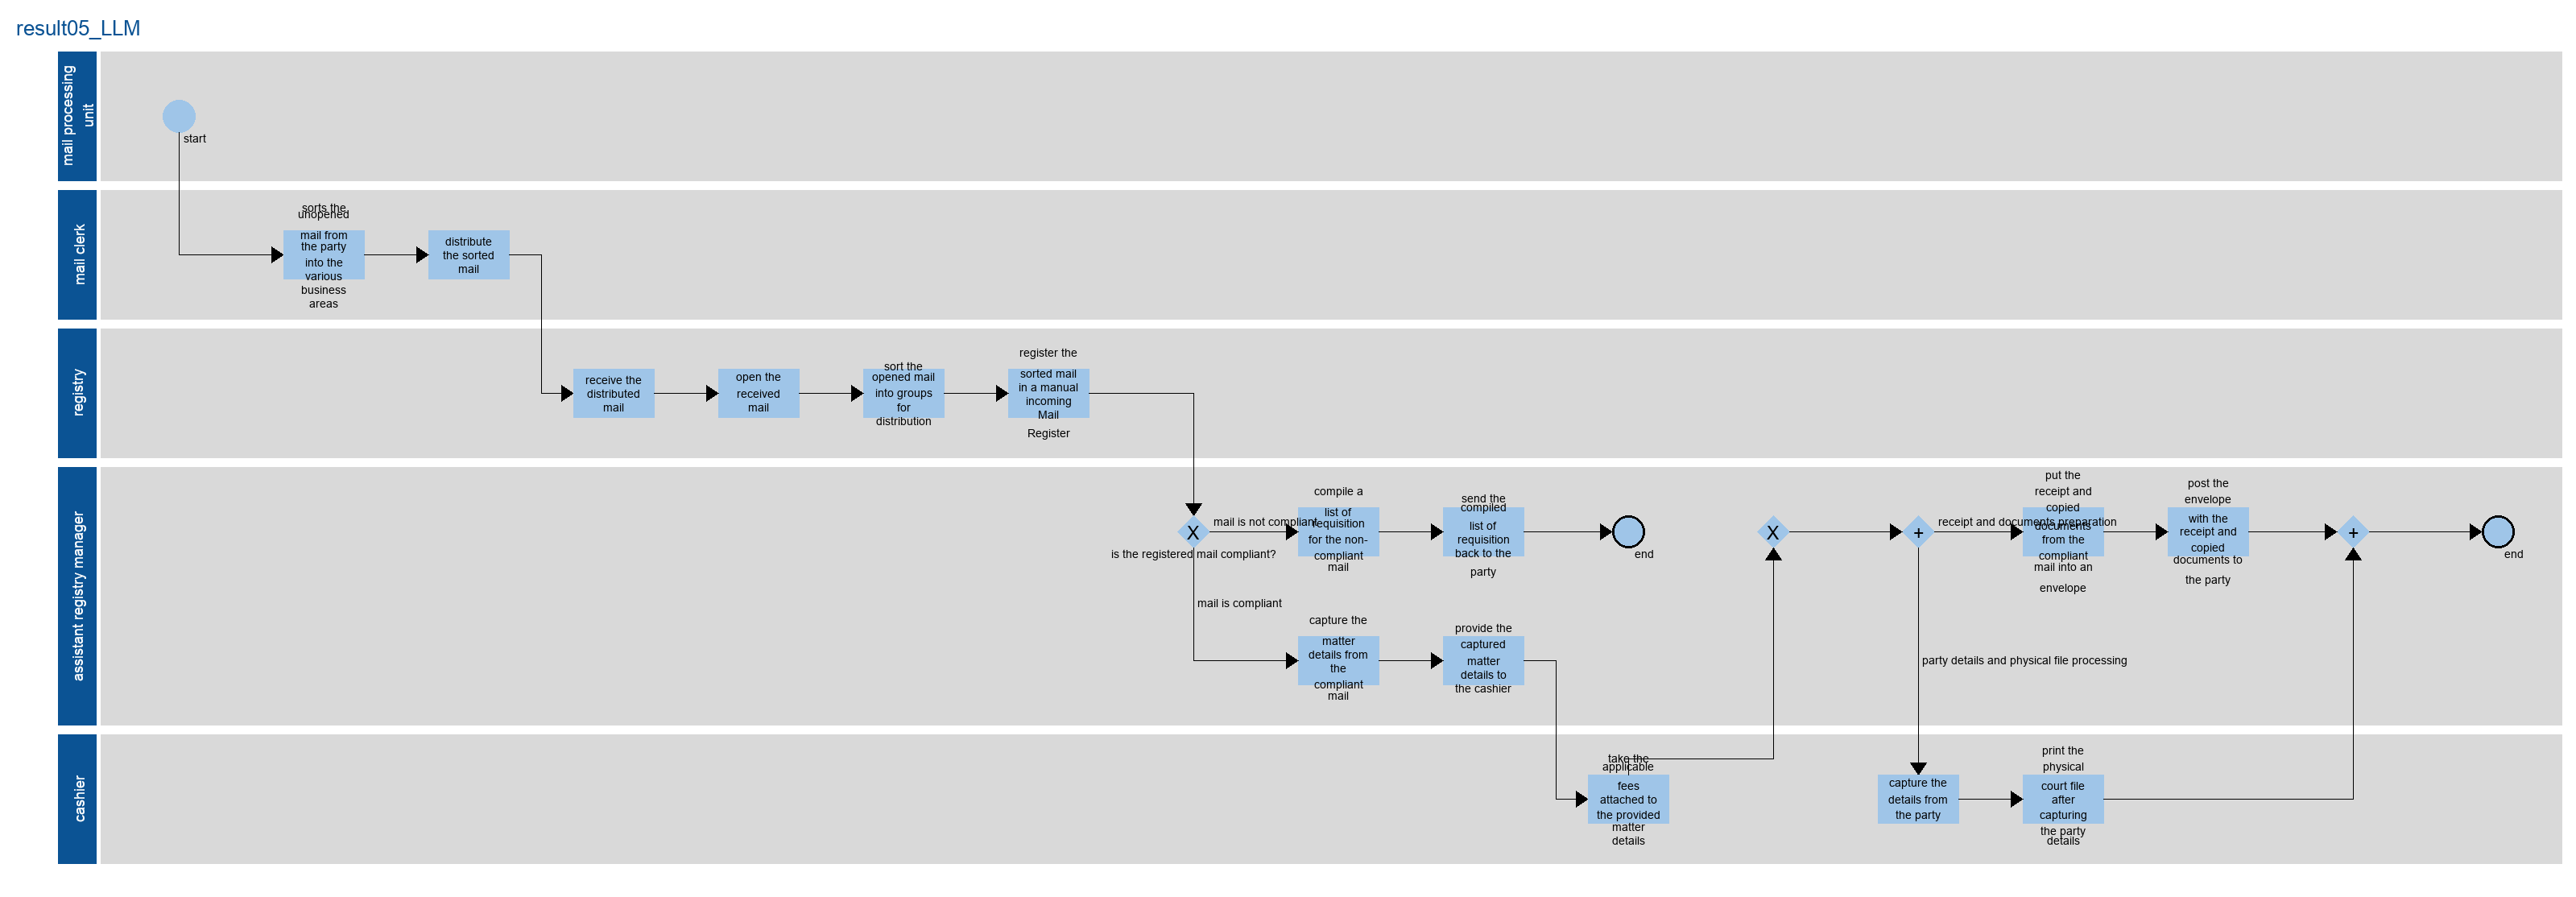 result05_LLM
mail processing
unit
start
mail clerk
sorts the
unopened
mail from
the party
into the
various
business
areas
distribute
the sorted
mail
registry
receive the
distributed
mail
open the
received
mail
sort the
opened mail
into groups
for
distribution
register the
sorted mail
in a manual
incoming
Mail
Register
assistant registry manager
X
is the registered mail compliant?
mail is not compliant
compile a
list of
requisition
for the non-
compliant
mail
send the
compiled
list of
requisition
back to the
party
end
mail is compliant
capture the
matter
details from
the
compliant
mail
provide the
captured
matter
details to
the cashier
X
+
receipt and documents preparation
put the
receipt and
copied
documents
from the
compliant
mail into an
envelope
post the
envelope
with the
receipt and
copied
documents to
the party
+
end
party details and physical file processing
cashier
take the
applicable
fees
attached to
the provided
matter
details
capture the
details from
the party
print the
physical
court file
after
capturing
the party
details